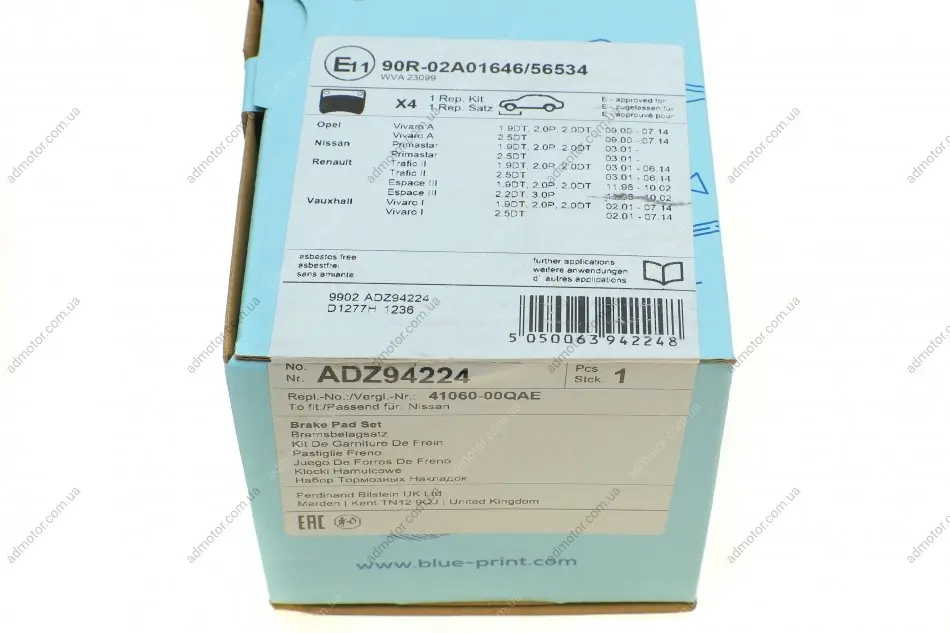 E11 90R-02A01646/56534
WVA 23099
X4 1 Rep. Kit
1 Rep. Satz
E - approved for
E - zugelassen für
E - approuvé pour
Opel Vivaro A 1.9DT, 2.0P, 2.0DT 09.00 - 07.14
Vivaro A 2.5DT 09.00 - 07.14
Nissan Primastar 1.9DT, 2.0P, 2.0DT 03.01 -
Primastar 2.5DT 03.01 -
Renault Trafic II 1.9DT, 2.0P, 2.0DT 03.01 - 06.14
Trafic II 2.5DT 03.01 - 06.14
Espace III 1.9DT, 2.0P, 2.0DT 11.96 - 10.02
Espace III 2.2DT, 3.0P 10.02
Vauxhall Vivaro I 1.9DT, 2.0P, 2.0DT 02.01 - 07.14
Vivaro I 2.5DT 02.01 - 07.14
asbestos free
asbestfrei
sans amiante
further applications
weitere anwendungen
d' autres applications
9902 ADZ94224
D1277H 1236
5 050063 942248
No.
Nr. ADZ94224
Pcs
Stck. 1
Repl.-No.:/Vergl.-Nr.: 41060-00QAE
To fit:/Passend für: Nissan
Brake Pad Set
Bremsbelagsatz
Kit De Garniture De Frein
Pastiglie Freno
Juego De Forros De Freno
Klocki Hamulcowe
Набор Тормозных Накладок
Ferdinand Bilstein UK Ltd
Marden | Kent TN12 9QJ | United Kingdom
EAC
www.blue-print.com
admotor.com.ua